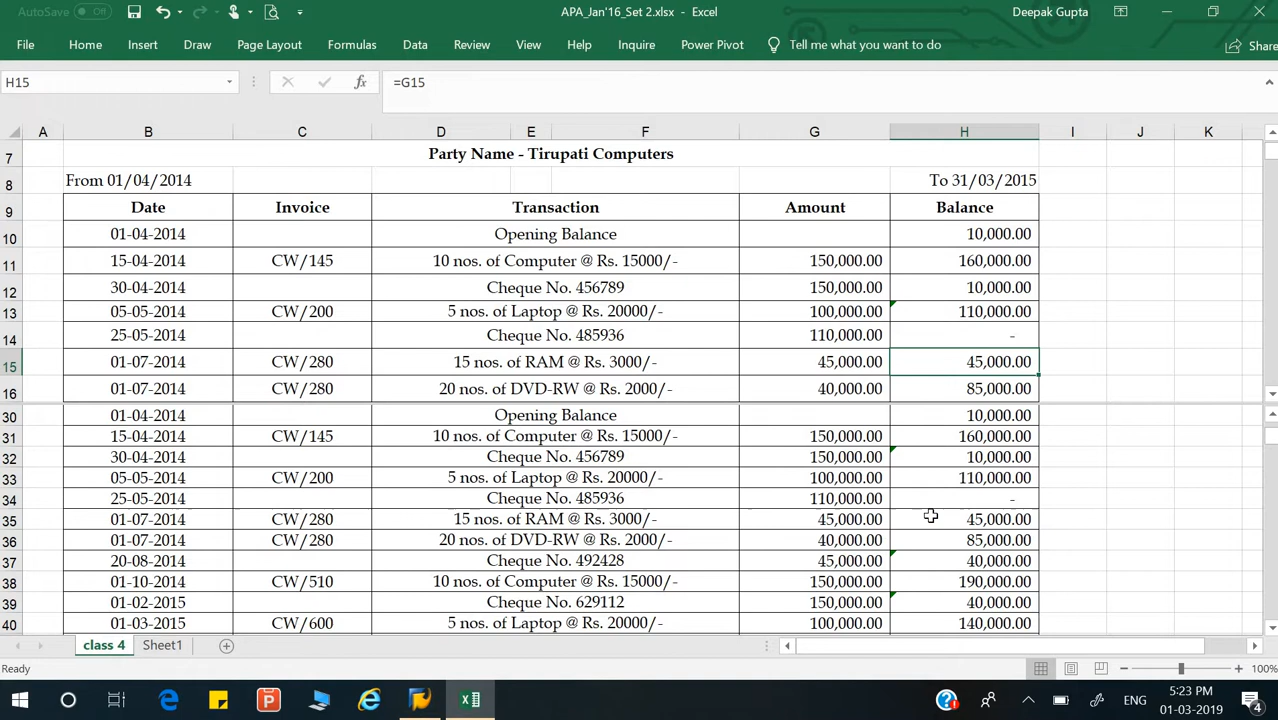 AutoSave Off APA_Jan'16_Set 2.xlsx - Excel Deepak Gupta
File Home Insert Draw Page Layout Formulas Data Review View Help Inquire Power Pivot Tell me what you want to do Share
H15 fx =G15
A B C D E F G H I J K
7 Party Name - Tirupati Computers
8 From 01/04/2014 To 31/03/2015
9 Date Invoice Transaction Amount Balance
10 01-04-2014 Opening Balance 10,000.00
11 15-04-2014 CW/145 10 nos. of Computer @ Rs. 15000/- 150,000.00 160,000.00
12 30-04-2014 Cheque No. 456789 150,000.00 10,000.00
13 05-05-2014 CW/200 5 nos. of Laptop @ Rs. 20000/- 100,000.00 110,000.00
14 25-05-2014 Cheque No. 485936 110,000.00 -
15 01-07-2014 CW/280 15 nos. of RAM @ Rs. 3000/- 45,000.00 45,000.00
16 01-07-2014 CW/280 20 nos. of DVD-RW @ Rs. 2000/- 40,000.00 85,000.00
30 01-04-2014 Opening Balance 10,000.00
31 15-04-2014 CW/145 10 nos. of Computer @ Rs. 15000/- 150,000.00 160,000.00
32 30-04-2014 Cheque No. 456789 150,000.00 10,000.00
33 05-05-2014 CW/200 5 nos. of Laptop @ Rs. 20000/- 100,000.00 110,000.00
34 25-05-2014 Cheque No. 485936 110,000.00 -
35 01-07-2014 CW/280 15 nos. of RAM @ Rs. 3000/- 45,000.00 45,000.00
36 01-07-2014 CW/280 20 nos. of DVD-RW @ Rs. 2000/- 40,000.00 85,000.00
37 20-08-2014 Cheque No. 492428 45,000.00 40,000.00
38 01-10-2014 CW/510 10 nos. of Computer @ Rs. 15000/- 150,000.00 190,000.00
39 01-02-2015 Cheque No. 629112 150,000.00 40,000.00
40 01-03-2015 CW/600 5 nos. of Laptop @ Rs. 20000/- 100,000.00 140,000.00
class 4 Sheet1
Ready 100%
ENG 5:23 PM 4
01-03-2019